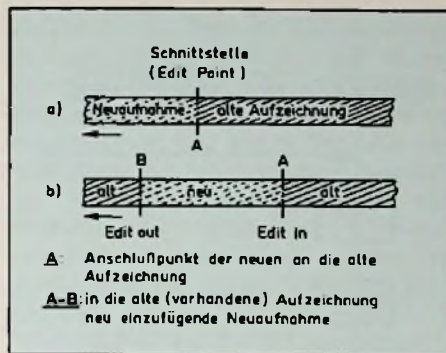 Schnittstelle
(Edit Point)
a) Neuaufnahme alte Aufzeichnung
A
B A
b) alt neu alt
Edit out Edit In
A: Anschlußpunkt der neuen an die alte
Aufzeichnung
A-B: in die alte (vorhandene) Aufzeichnung
neu einzufügende Neuaufnahme